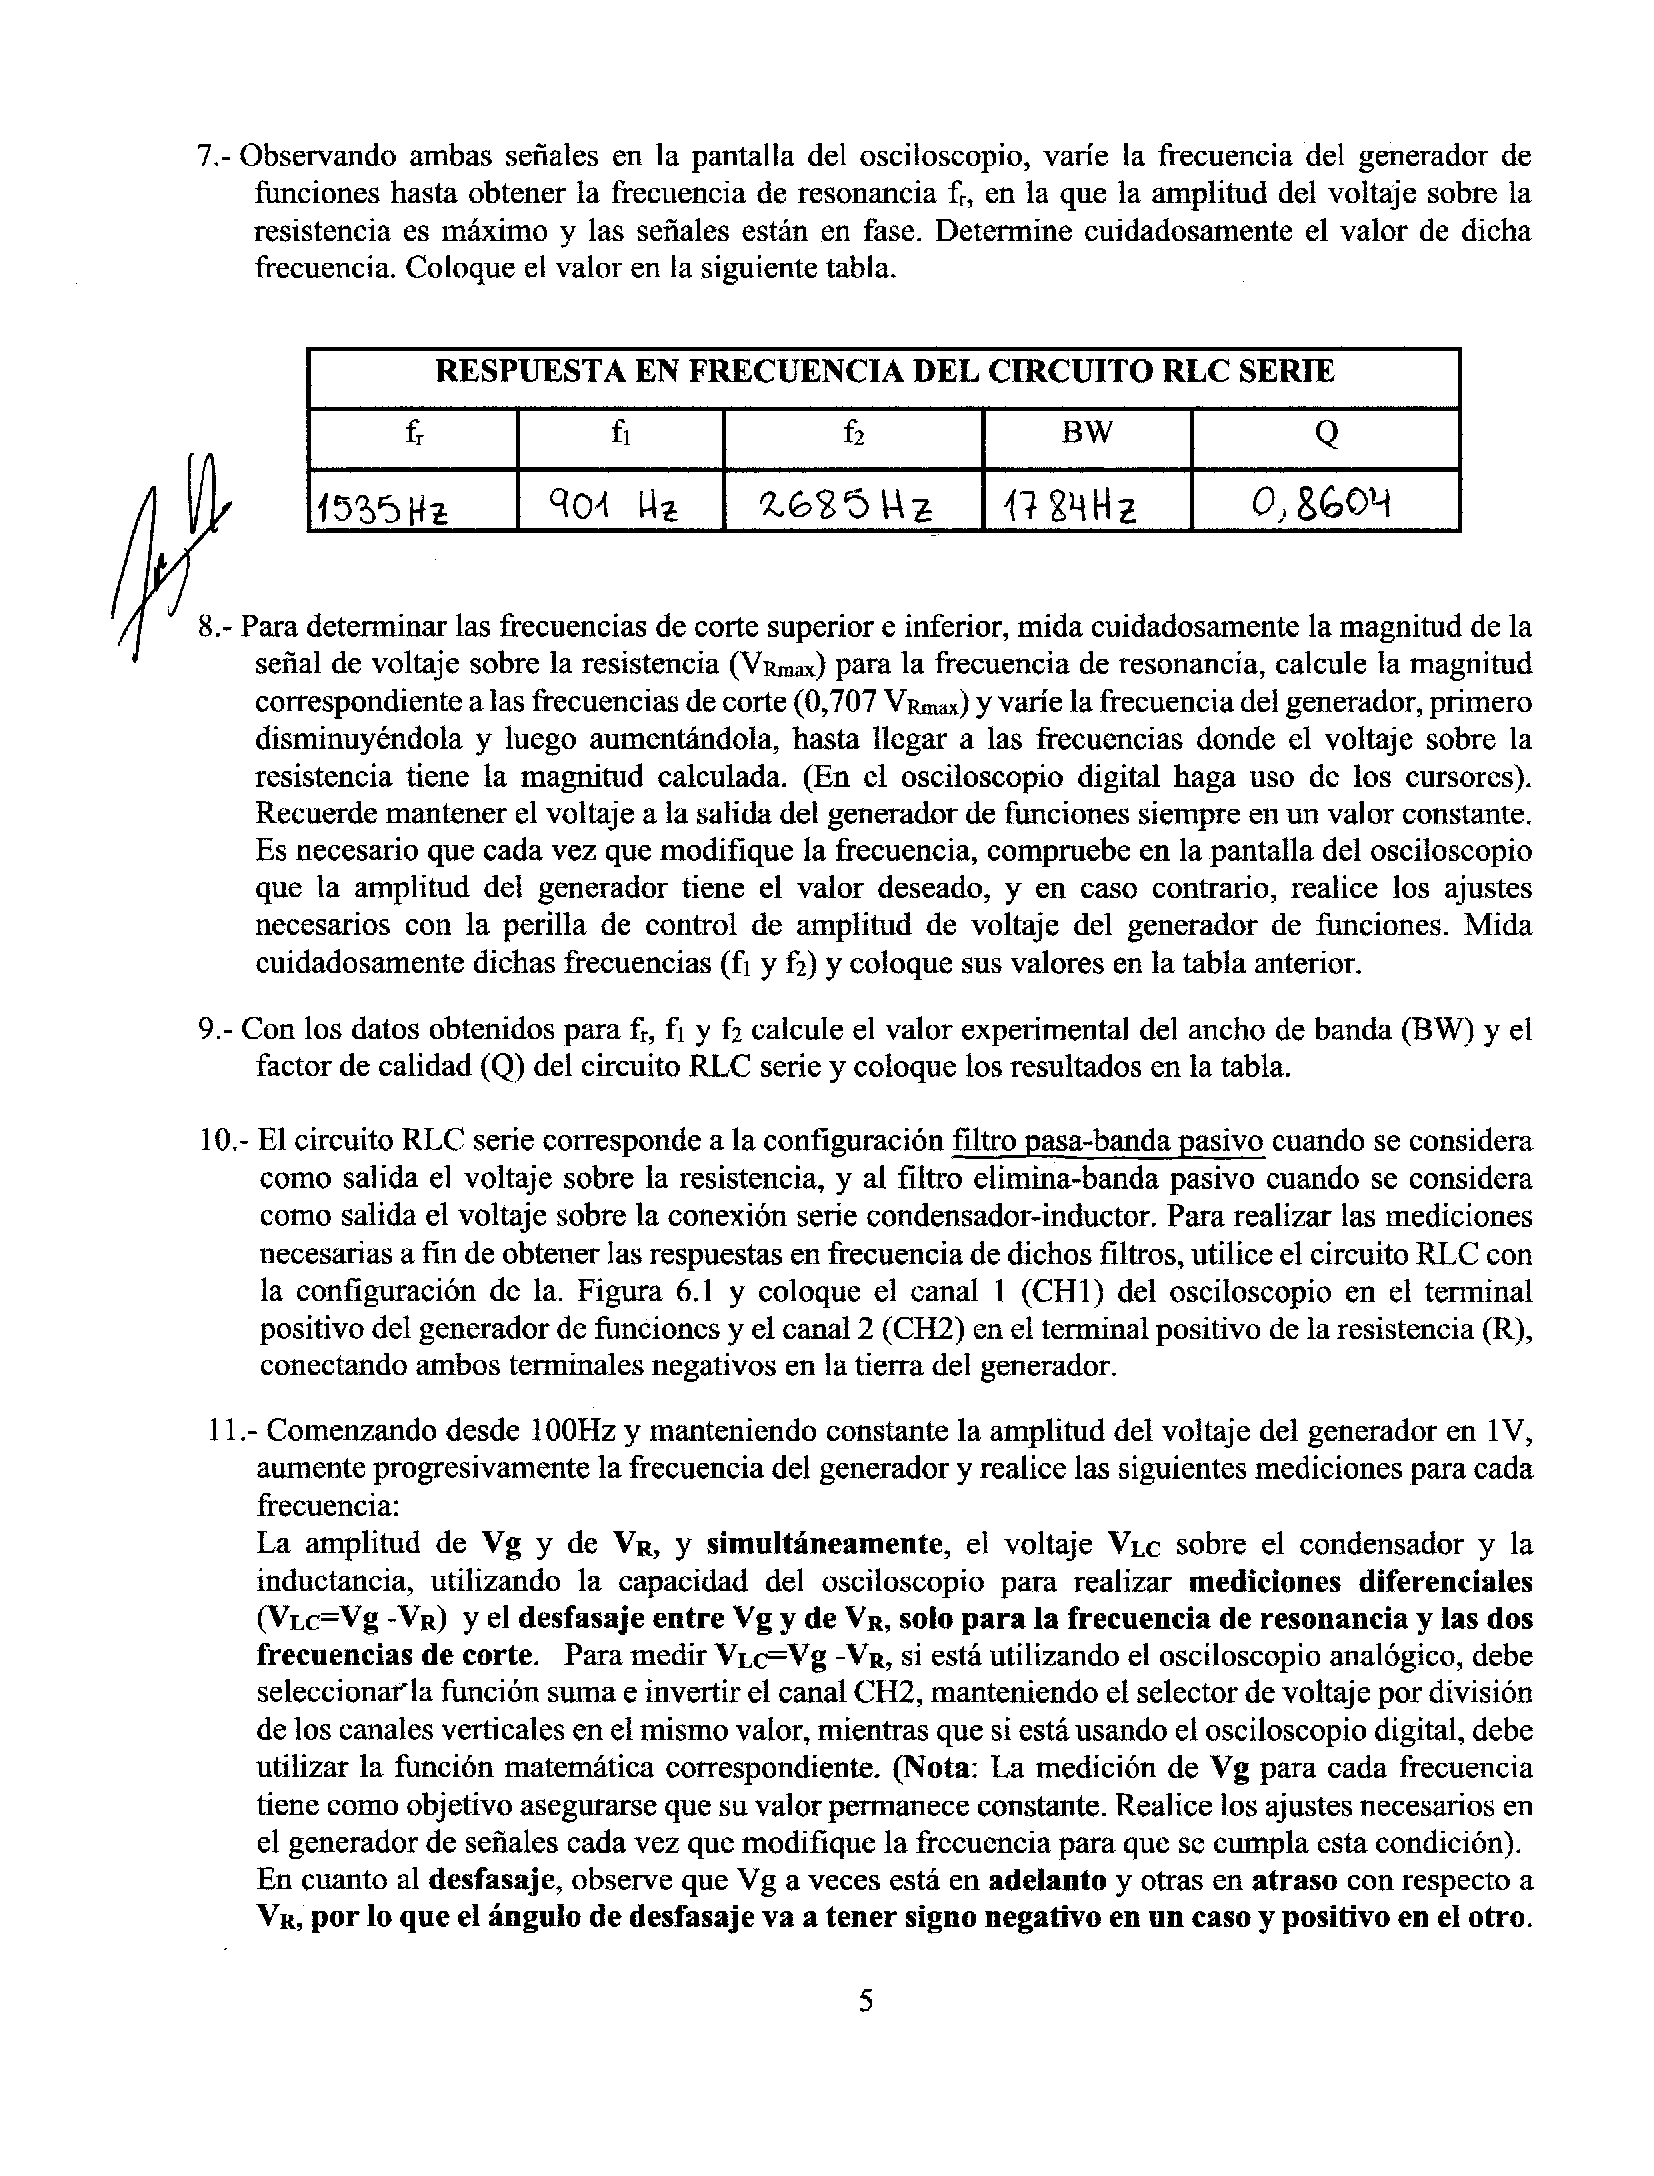 7.- Observando ambas señales en la pantalla del osciloscopio, varíe la frecuencia del generador de
funciones hasta obtener la frecuencia de resonancia fr, en la que la amplitud del voltaje sobre la
resistencia es máximo y las señales están en fase. Determine cuidadosamente el valor de dicha
frecuencia. Coloque el valor en la siguiente tabla.
RESPUESTA EN FRECUENCIA DEL CIRCUITO RLC SERIE
fr f1 f2 BW Q
1535 Hz 901 Hz 2685 Hz 1784 Hz 0,8604
8.- Para determinar las frecuencias de corte superior e inferior, mida cuidadosamente la magnitud de la
señal de voltaje sobre la resistencia (VRmax) para la frecuencia de resonancia, calcule la magnitud
correspondiente a las frecuencias de corte (0,707 VRmax) y varíe la frecuencia del generador, primero
disminuyéndola y luego aumentándola, hasta llegar a las frecuencias donde el voltaje sobre la
resistencia tiene la magnitud calculada. (En el osciloscopio digital haga uso de los cursores).
Recuerde mantener el voltaje a la salida del generador de funciones siempre en un valor constante.
Es necesario que cada vez que modifique la frecuencia, compruebe en la pantalla del osciloscopio
que la amplitud del generador tiene el valor deseado, y en caso contrario, realice los ajustes
necesarios con la perilla de control de amplitud de voltaje del generador de funciones. Mida
cuidadosamente dichas frecuencias (f1 y f2) y coloque sus valores en la tabla anterior.
9.- Con los datos obtenidos para fr, f1 y f2 calcule el valor experimental del ancho de banda (BW) y el
factor de calidad (Q) del circuito RLC serie y coloque los resultados en la tabla.
10.- El circuito RLC serie corresponde a la configuración filtro pasa-banda pasivo cuando se considera
como salida el voltaje sobre la resistencia, y al filtro elimina-banda pasivo cuando se considera
como salida el voltaje sobre la conexión serie condensador-inductor. Para realizar las mediciones
necesarias a fin de obtener las respuestas en frecuencia de dichos filtros, utilice el circuito RLC con
la configuración de la. Figura 6.1 y coloque el canal 1 (CH1) del osciloscopio en el terminal
positivo del generador de funciones y el canal 2 (CH2) en el terminal positivo de la resistencia (R),
conectando ambos terminales negativos en la tierra del generador.
11.- Comenzando desde 100Hz y manteniendo constante la amplitud del voltaje del generador en 1V,
aumente progresivamente la frecuencia del generador y realice las siguientes mediciones para cada
frecuencia:
La amplitud de Vg y de VR, y simultáneamente, el voltaje VLC sobre el condensador y la
inductancia, utilizando la capacidad del osciloscopio para realizar mediciones diferenciales
(VLC=Vg -VR) y el desfasaje entre Vg y de VR, solo para la frecuencia de resonancia y las dos
frecuencias de corte. Para medir VLC=Vg -VR, si está utilizando el osciloscopio analógico, debe
seleccionar la función suma e invertir el canal CH2, manteniendo el selector de voltaje por división
de los canales verticales en el mismo valor, mientras que si está usando el osciloscopio digital, debe
utilizar la función matemática correspondiente. (Nota: La medición de Vg para cada frecuencia
tiene como objetivo asegurarse que su valor permanece constante. Realice los ajustes necesarios en
el generador de señales cada vez que modifique la frecuencia para que se cumpla esta condición).
En cuanto al desfasaje, observe que Vg a veces está en adelanto y otras en atraso con respecto a
VR, por lo que el ángulo de desfasaje va a tener signo negativo en un caso y positivo en el otro.
5